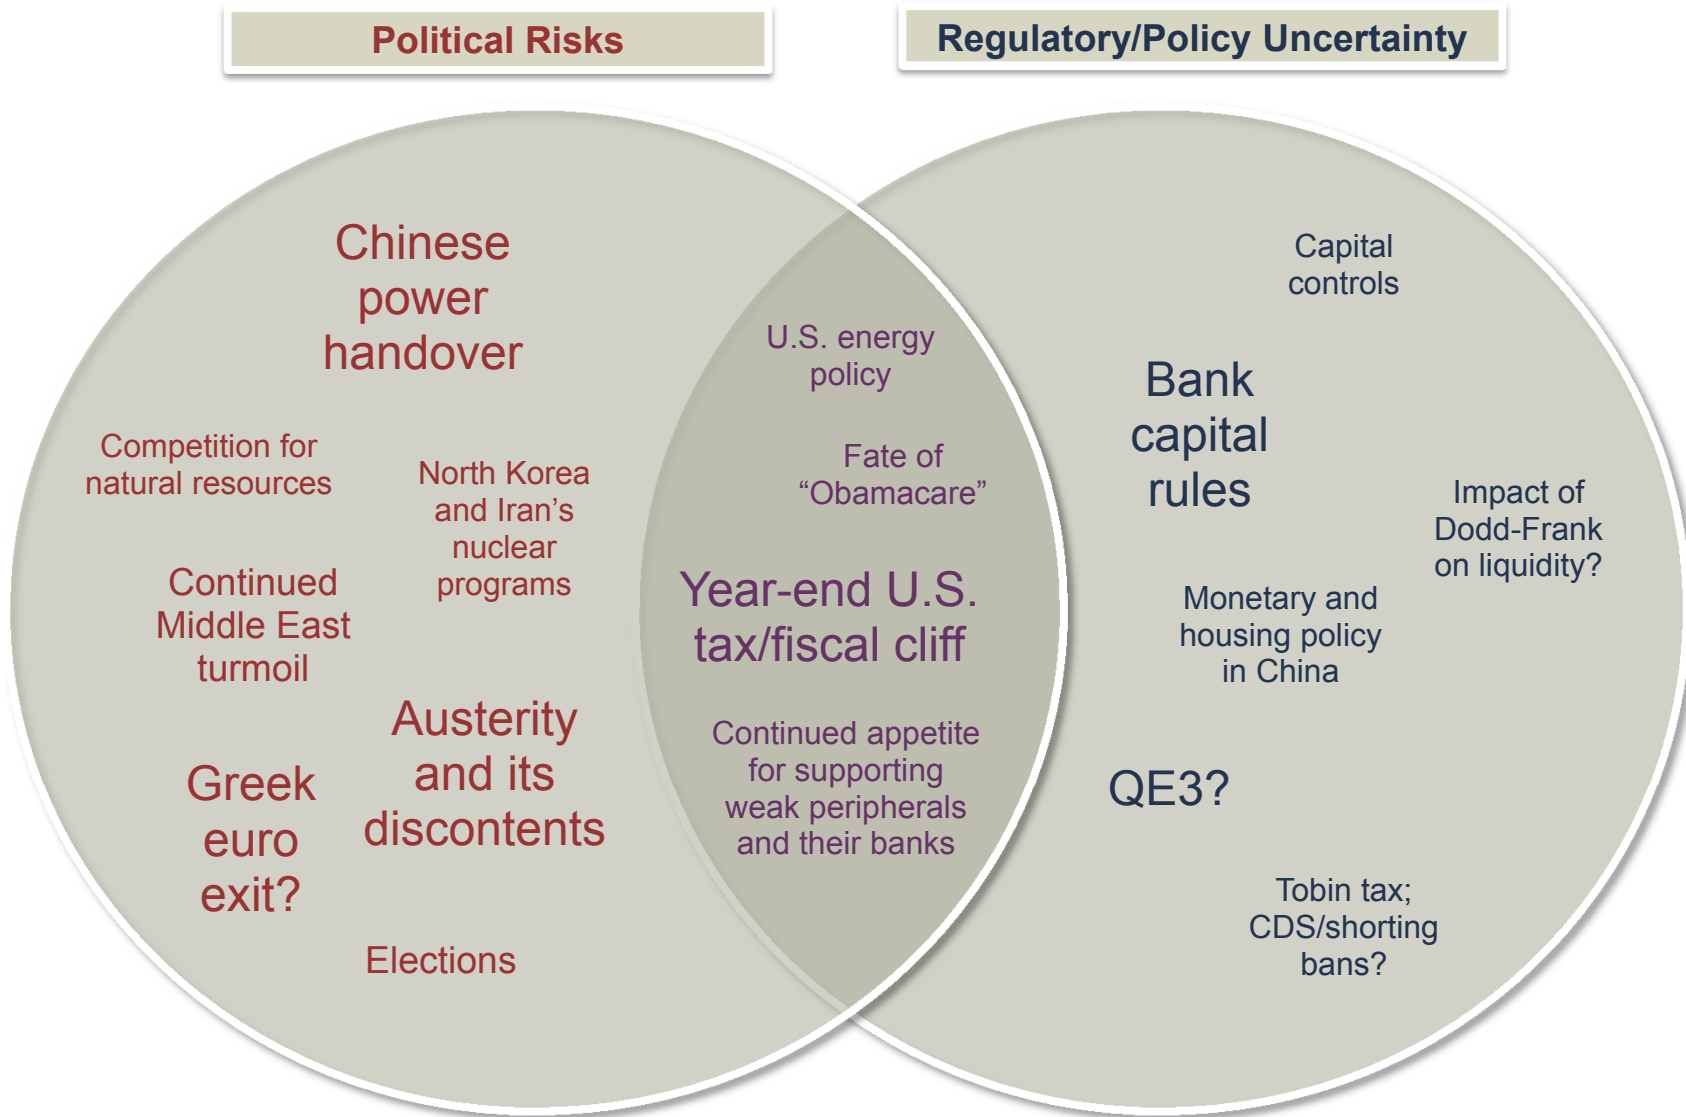 Political Risks
Regulatory/Policy Uncertainty
Chinese
power
handover
Competition for
natural resources
North Korea
and Iran’s
nuclear
programs
Continued
Middle East
turmoil
Austerity
and its
discontents
Greek
euro
exit?
Elections
U.S. energy
policy
Fate of
“Obamacare”
Year-end U.S.
tax/fiscal cliff
Continued appetite
for supporting
weak peripherals
and their banks
Capital
controls
Bank
capital
rules
Impact of
Dodd-Frank
on liquidity?
Monetary and
housing policy
in China
QE3?
Tobin tax;
CDS/shorting
bans?